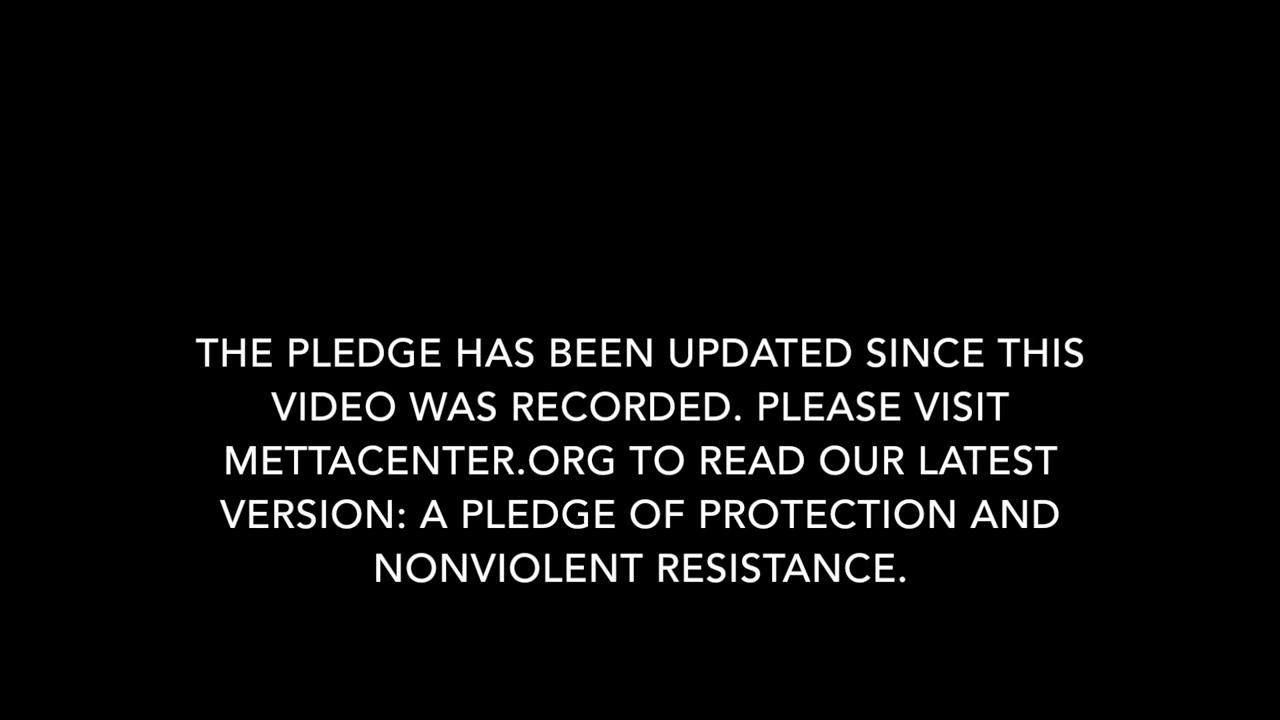 THE PLEDGE HAS BEEN UPDATED SINCE THIS
VIDEO WAS RECORDED. PLEASE VISIT
METTACENTER.ORG TO READ OUR LATEST
VERSION: A PLEDGE OF PROTECTION AND
NONVIOLENT RESISTANCE.